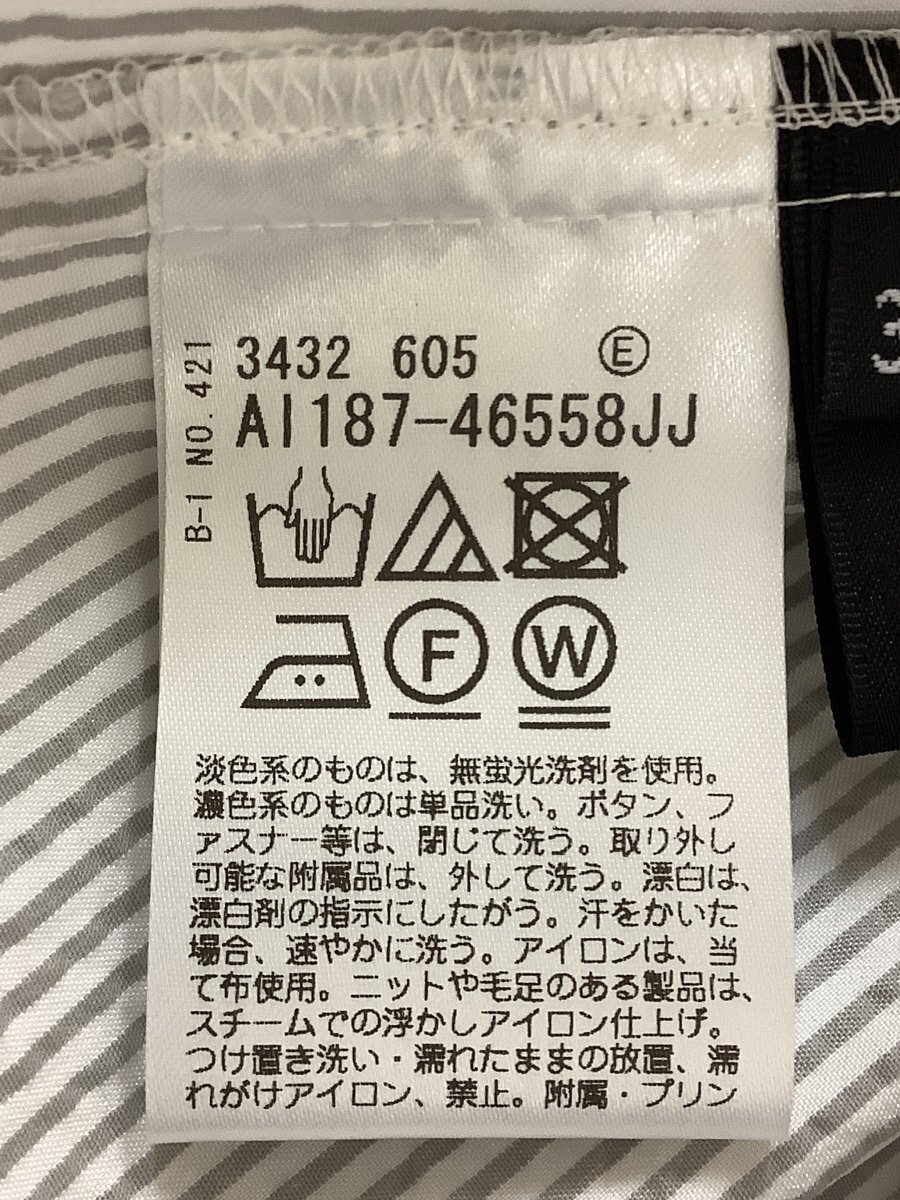 3432 605 Ⓔ
AI187-46558JJ
B-1 NO.421
F
W
淡色系のものは、無蛍光洗剤を使用。
濃色系のものは単品洗い。ボタン、フ
ァスナー等は、閉じて洗う。取り外し
可能な附属品は、外して洗う。漂白は、
漂白剤の指示にしたがう。汗をかいた
場合、速やかに洗う。アイロンは、当
て布使用。ニットや毛足のある製品は、
スチームでの浮かしアイロン仕上げ。
つけ置き洗い・濡れたままの放置、濡
れがけアイロン、禁止。附属・プリン